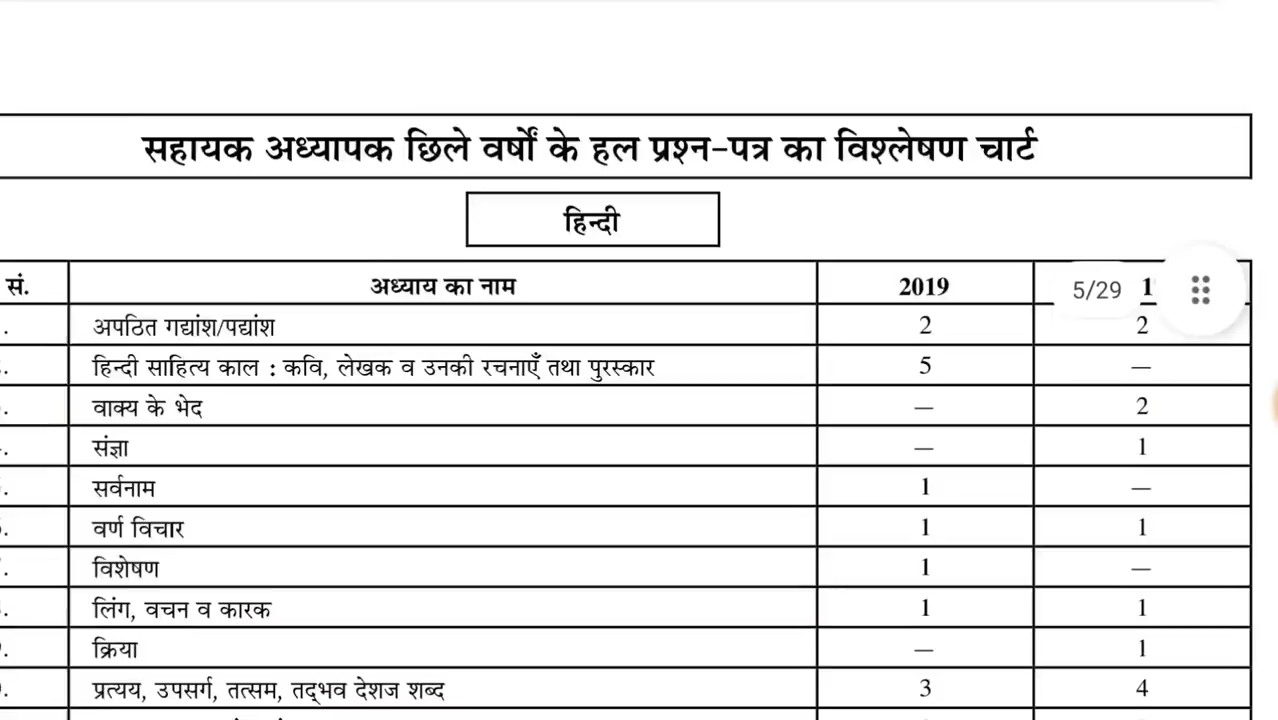 सहायक अध्यापक छिले वर्षों के हल प्रश्न-पत्र का विश्लेषण चार्ट
हिन्दी
सं. अध्याय का नाम 2019
5/29
. अपठित गद्यांश/पद्यांश 2 2
. हिन्दी साहित्य काल : कवि, लेखक व उनकी रचनाएँ तथा पुरस्कार 5 —
. वाक्य के भेद — 2
. संज्ञा — 1
. सर्वनाम 1 —
. वर्ण विचार 1 1
. विशेषण 1 —
. लिंग, वचन व कारक 1 1
. क्रिया — 1
. प्रत्यय, उपसर्ग, तत्सम, तद्भव देशज शब्द 3 4